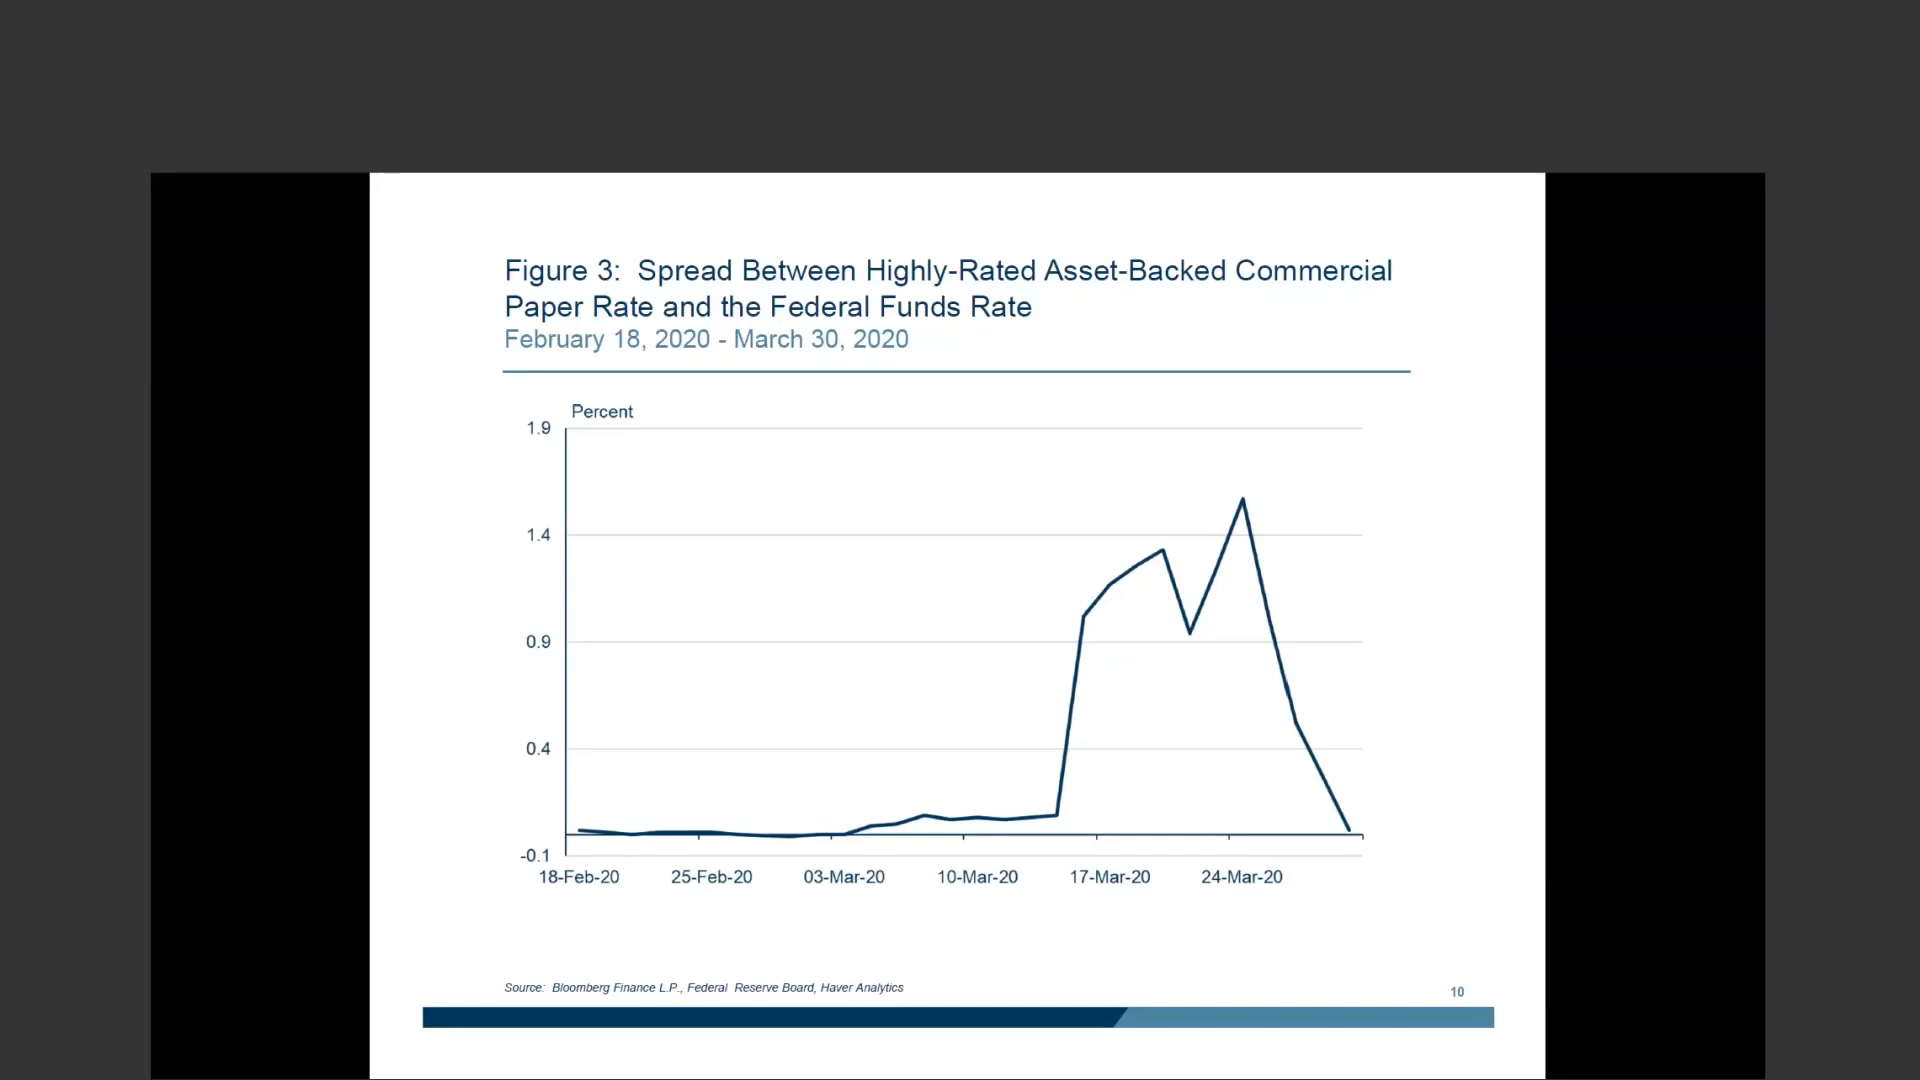 Figure 3: Spread Between Highly-Rated Asset-Backed Commercial
Paper Rate and the Federal Funds Rate
February 18, 2020 - March 30, 2020
Percent
1.9
1.4
0.9
0.4
-0.1
18-Feb-20 25-Feb-20 03-Mar-20 10-Mar-20 17-Mar-20 24-Mar-20
Source: Bloomberg Finance L.P., Federal Reserve Board, Haver Analytics
10